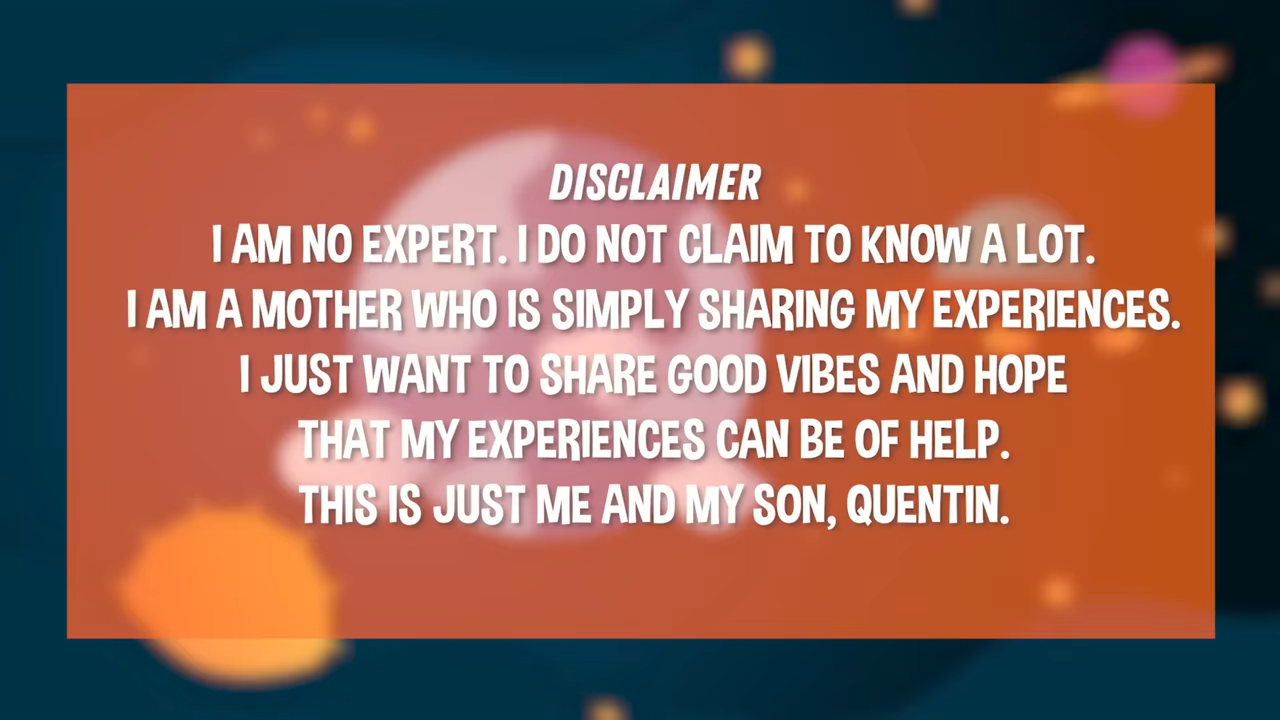 DISCLAIMER
I AM NO EXPERT. I DO NOT CLAIM TO KNOW A LOT.
I AM A MOTHER WHO IS SIMPLY SHARING MY EXPERIENCES.
I JUST WANT TO SHARE GOOD VIBES AND HOPE
THAT MY EXPERIENCES CAN BE OF HELP.
THIS IS JUST ME AND MY SON, QUENTIN.